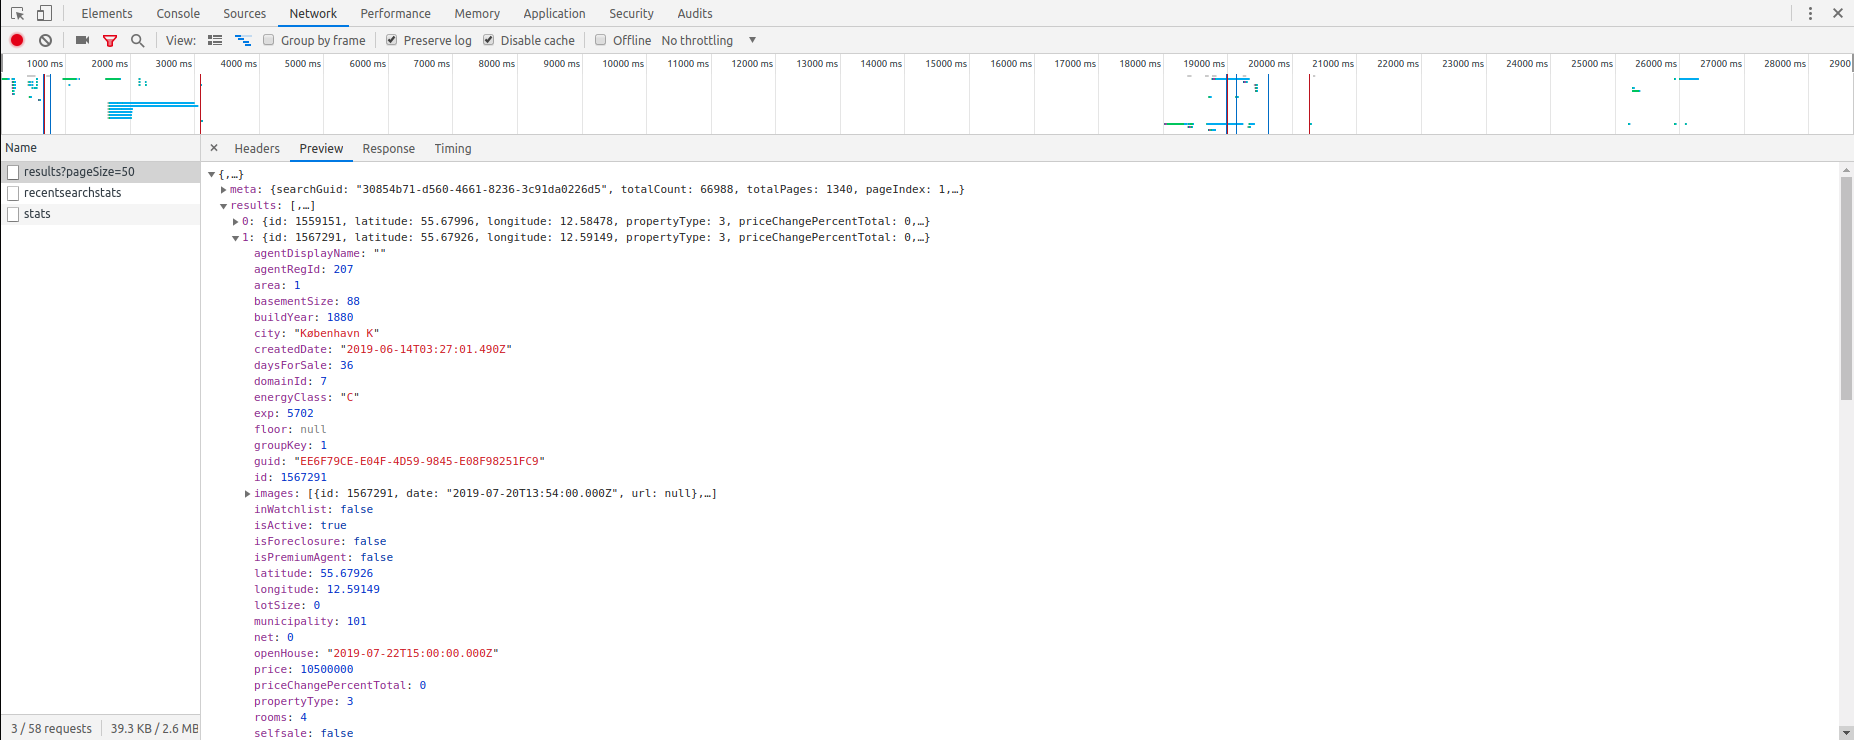 Elements Console Sources Network Performance Memory Application Security Audits
View: Group by frame Preserve log Disable cache Offline No throttling
1000 ms 2000 ms 3000 ms 4000 ms 5000 ms 6000 ms 7000 ms 8000 ms 9000 ms 10000 ms 11000 ms 12000 ms 13000 ms 14000 ms 15000 ms 16000 ms 17000 ms 18000 ms 19000 ms 20000 ms 21000 ms 22000 ms 23000 ms 24000 ms 25000 ms 26000 ms 27000 ms 28000 ms 2900
Name
results?pageSize=50
recentsearchstats
stats
3 / 58 requests 39.3 KB / 2.6 MB
× Headers Preview Response Timing
{,…}
meta: {searchGuid: "30854b71-d560-4661-8236-3c91da0226d5", totalCount: 66988, totalPages: 1340, pageIndex: 1,…}
results: [,…]
0: {id: 1559151, latitude: 55.67996, longitude: 12.58478, propertyType: 3, priceChangePercentTotal: 0,…}
1: {id: 1567291, latitude: 55.67926, longitude: 12.59149, propertyType: 3, priceChangePercentTotal: 0,…}
agentDisplayName: ""
agentRegId: 207
area: 1
basementSize: 88
buildYear: 1880
city: "København K"
createdDate: "2019-06-14T03:27:01.490Z"
daysForSale: 36
domainId: 7
energyClass: "C"
exp: 5702
floor: null
groupKey: 1
guid: "EE6F79CE-E04F-4D59-9845-E08F98251FC9"
id: 1567291
images: [{id: 1567291, date: "2019-07-20T13:54:00.000Z", url: null},…]
inWatchlist: false
isActive: true
isForeclosure: false
isPremiumAgent: false
latitude: 55.67926
longitude: 12.59149
lotSize: 0
municipality: 101
net: 0
openHouse: "2019-07-22T15:00:00.000Z"
price: 10500000
priceChangePercentTotal: 0
propertyType: 3
rooms: 4
selfsale: false